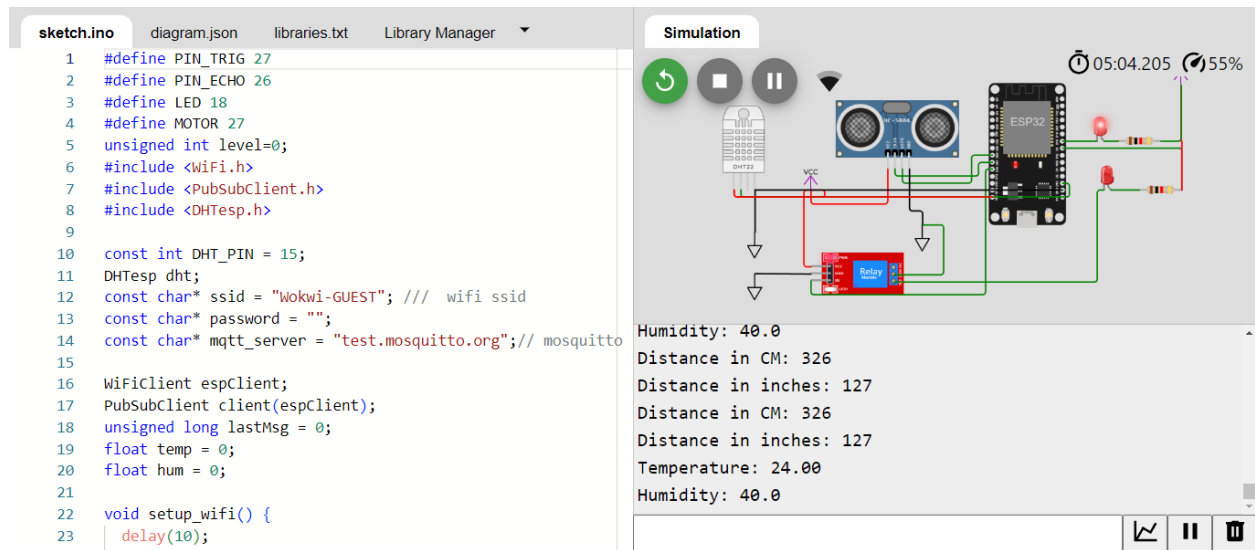 sketch.ino diagram.json libraries.txt Library Manager
1 #define PIN_TRIG 27
2 #define PIN_ECHO 26
3 #define LED 18
4 #define MOTOR 27
5 unsigned int level=0;
6 #include <WiFi.h>
7 #include <PubSubClient.h>
8 #include <DHTesp.h>
9
10 const int DHT_PIN = 15;
11 DHTesp dht;
12 const char* ssid = "Wokwi-GUEST"; /// wifi ssid
13 const char* password = "";
14 const char* mqtt_server = "test.mosquitto.org";// mosquitto
15
16 WiFiClient espClient;
17 PubSubClient client(espClient);
18 unsigned long lastMsg = 0;
19 float temp = 0;
20 float hum = 0;
21
22 void setup_wifi() {
23 delay(10);
Simulation
05:04.205 55%
HC-SR04
ESP32
DHT22
VCC
Relay
Humidity: 40.0
Distance in CM: 326
Distance in inches: 127
Distance in CM: 326
Distance in inches: 127
Temperature: 24.00
Humidity: 40.0